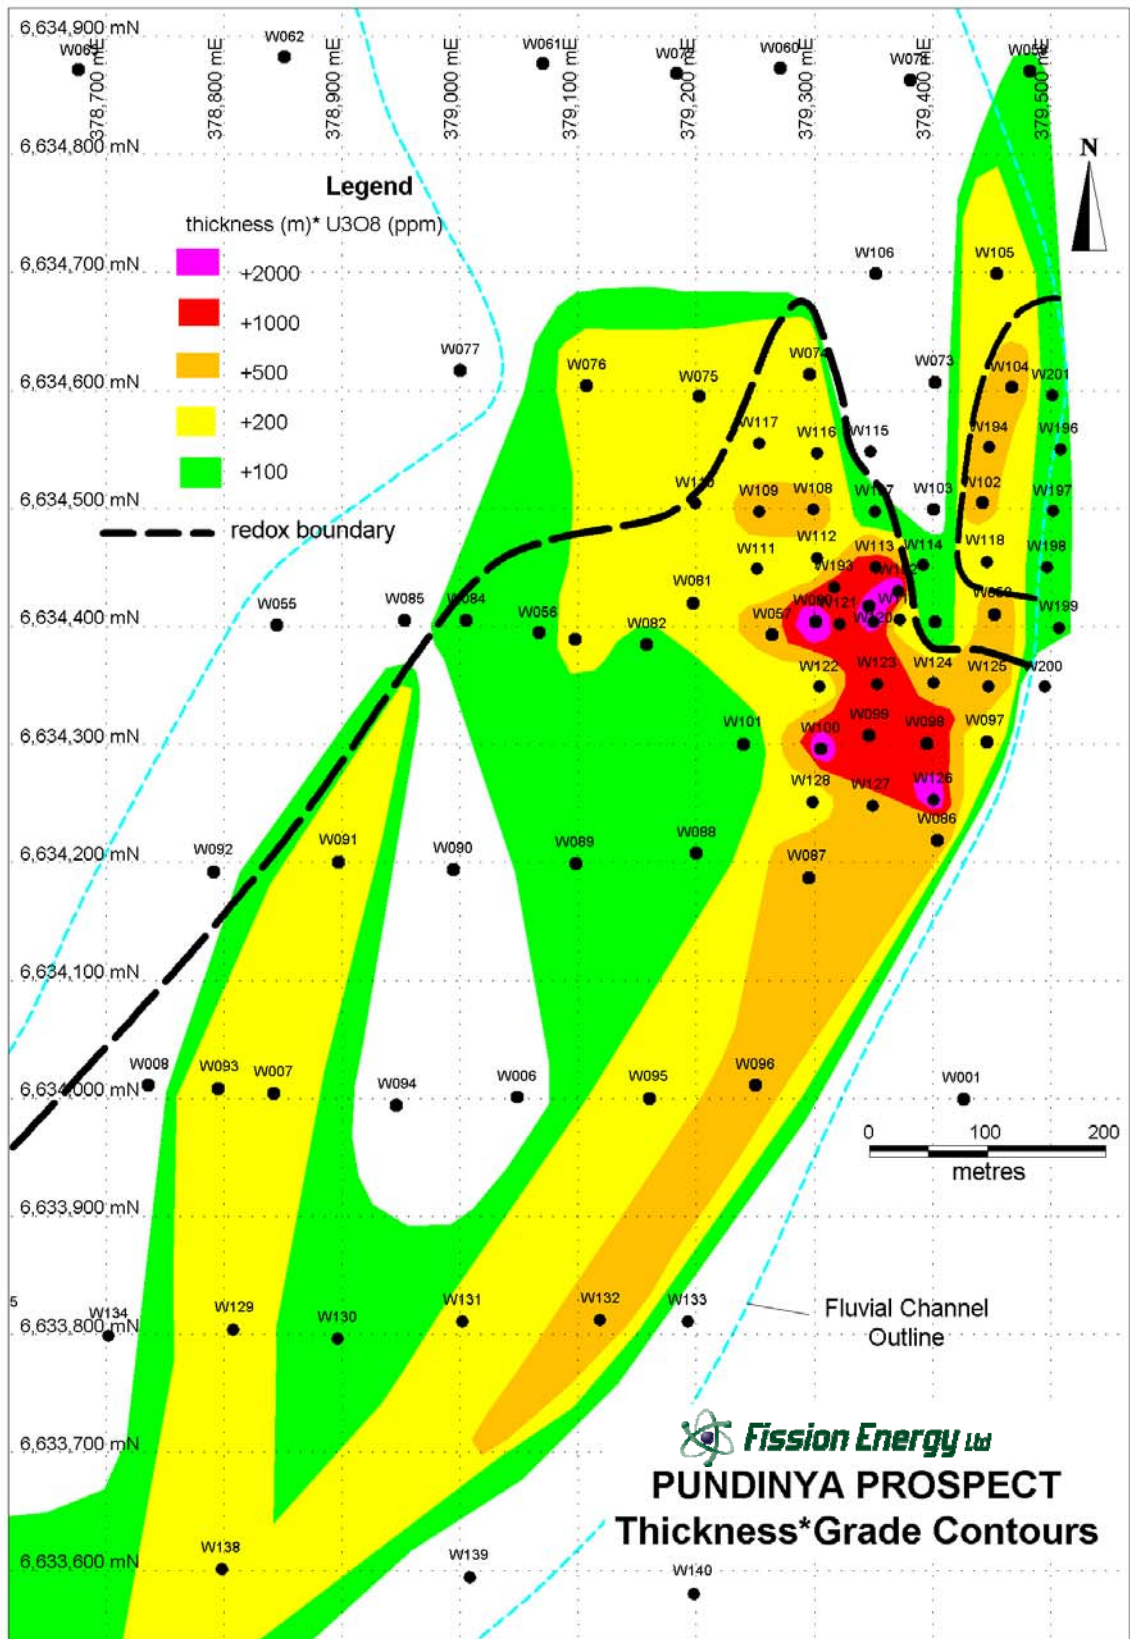 6,634,900 mN
W063
W062
W061
W072
W060
W071
W059
378,700 mE
378,800 mE
378,900 mE
379,000 mE
379,100 mE
379,200 mE
379,300 mE
379,400 mE
379,500 mE
6,634,800 mN
N
Legend
thickness (m)* U3O8 (ppm)
+2000
+1000
+500
+200
+100
redox boundary
6,634,700 mN
W106
W105
W077
W076
W075
W074
W073
W104
W201
6,634,600 mN
W117
W116
W115
W194
W196
6,634,500 mN
W110
W109
W108
W107
W103
W102
W197
W111
W112
W113
W114
W118
W198
W193
6,634,400 mN
W055
W085
W084
W056
W082
W081
W057
W080
W121
W120
W199
W122
W123
W124
W125
W200
6,634,300 mN
W101
W100
W099
W098
W097
W128
W127
W126
W086
6,634,200 mN
W092
W091
W090
W089
W088
W087
6,634,100 mN
W008
W093
W007
W094
W006
W095
W096
W001
6,634,000 mN
0 100 200
metres
6,633,900 mN
5
W134
W129
W130
W131
W132
W133
Fluvial Channel
Outline
6,633,800 mN
6,633,700 mN
Fission Energy Ltd
PUNDINYA PROSPECT
Thickness*Grade Contours
W138
W139
W140
6,633,600 mN